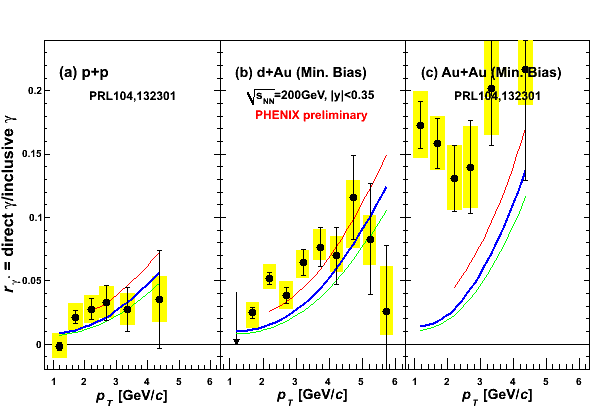 (a) p+p
PRL104,132301
(b) d+Au (Min. Bias)
√sNN=200GeV, |y|<0.35
PHENIX preliminary
(c) Au+Au (Min. Bias)
PRL104,132301
rγ* = direct γ/inclusive γ
0.2
0.15
0.1
0.05
0
1 2 3 4 5 6
1 2 3 4 5 6
1 2 3 4 5 6
pT [GeV/c]
pT [GeV/c]
pT [GeV/c]